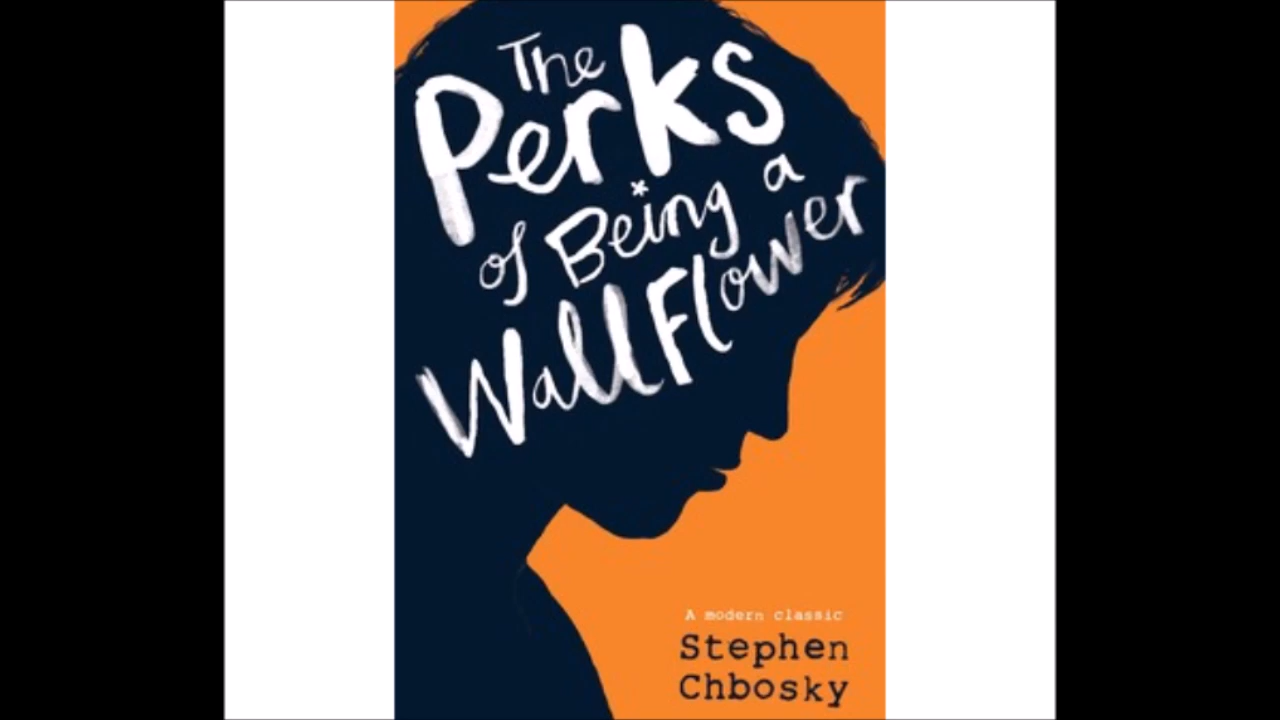 The
Perks
of Being a
WallFlower
A modern classic
Stephen
Chbosky